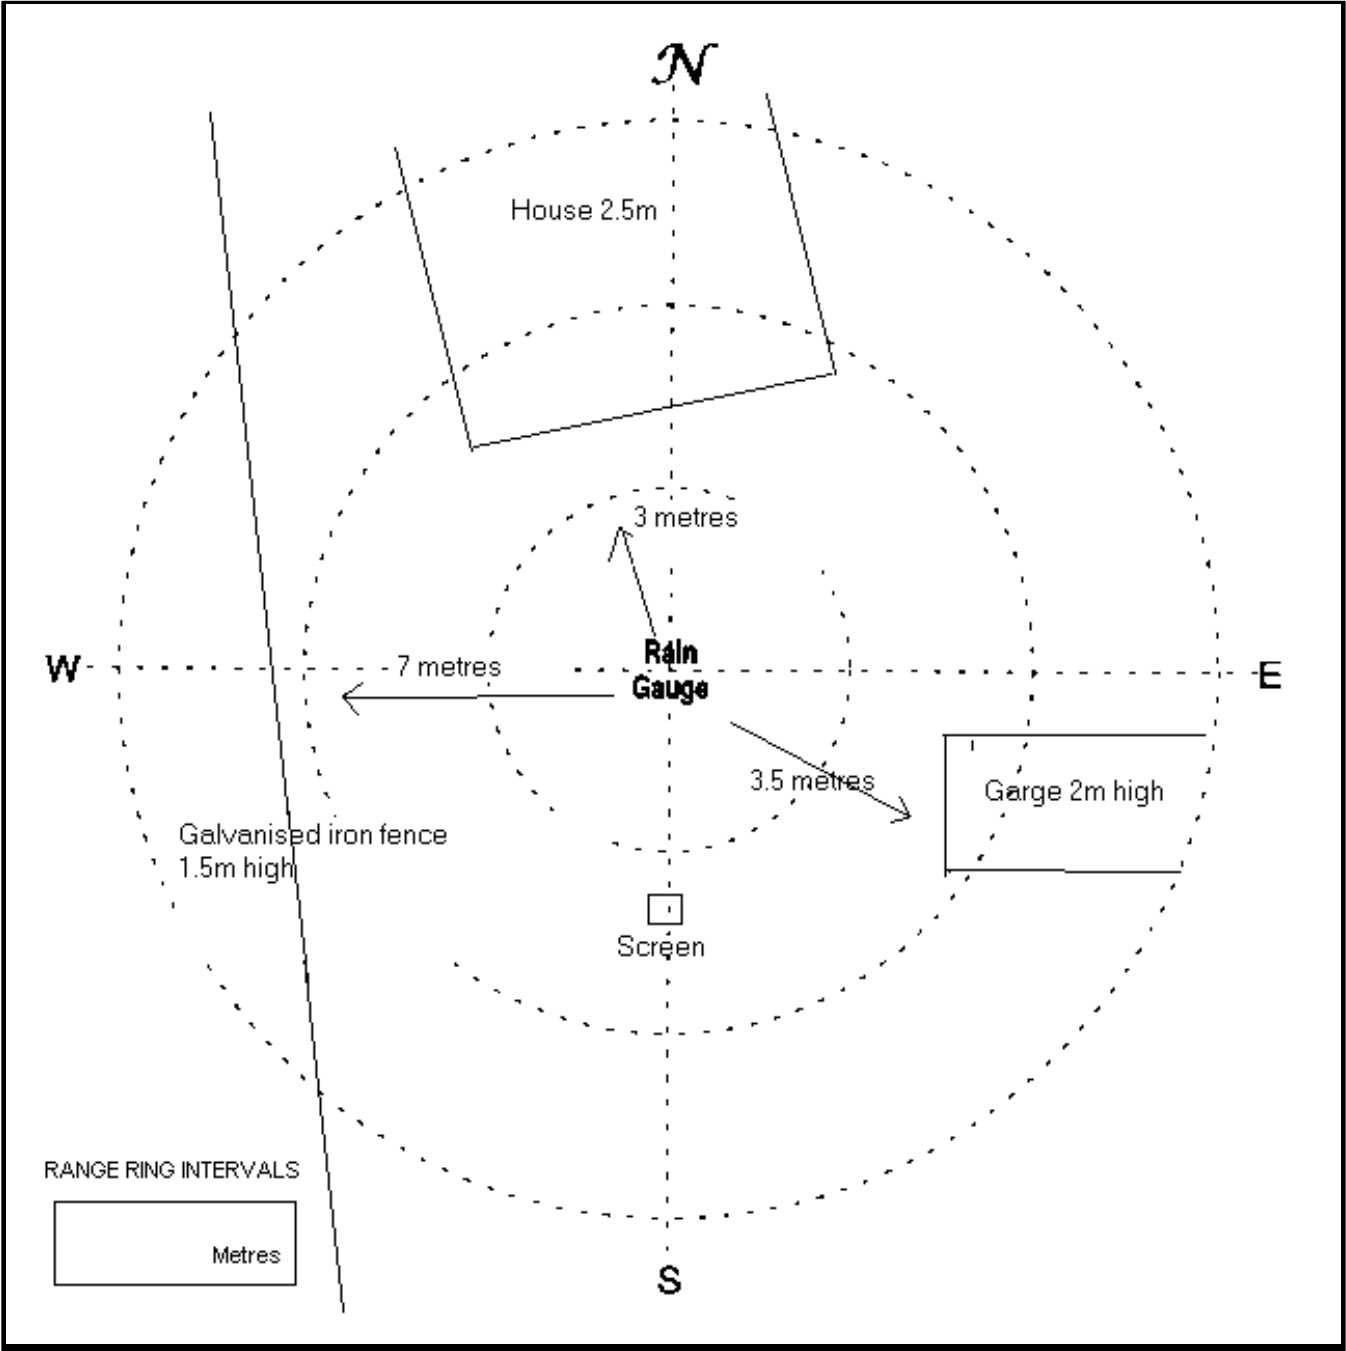 N
House 2.5m
3 metres
Rain
Gauge
W
7 metres
E
3.5 metres
Garge 2m high
Galvanised iron fence
1.5m high
Screen
RANGE RING INTERVALS
Metres
S